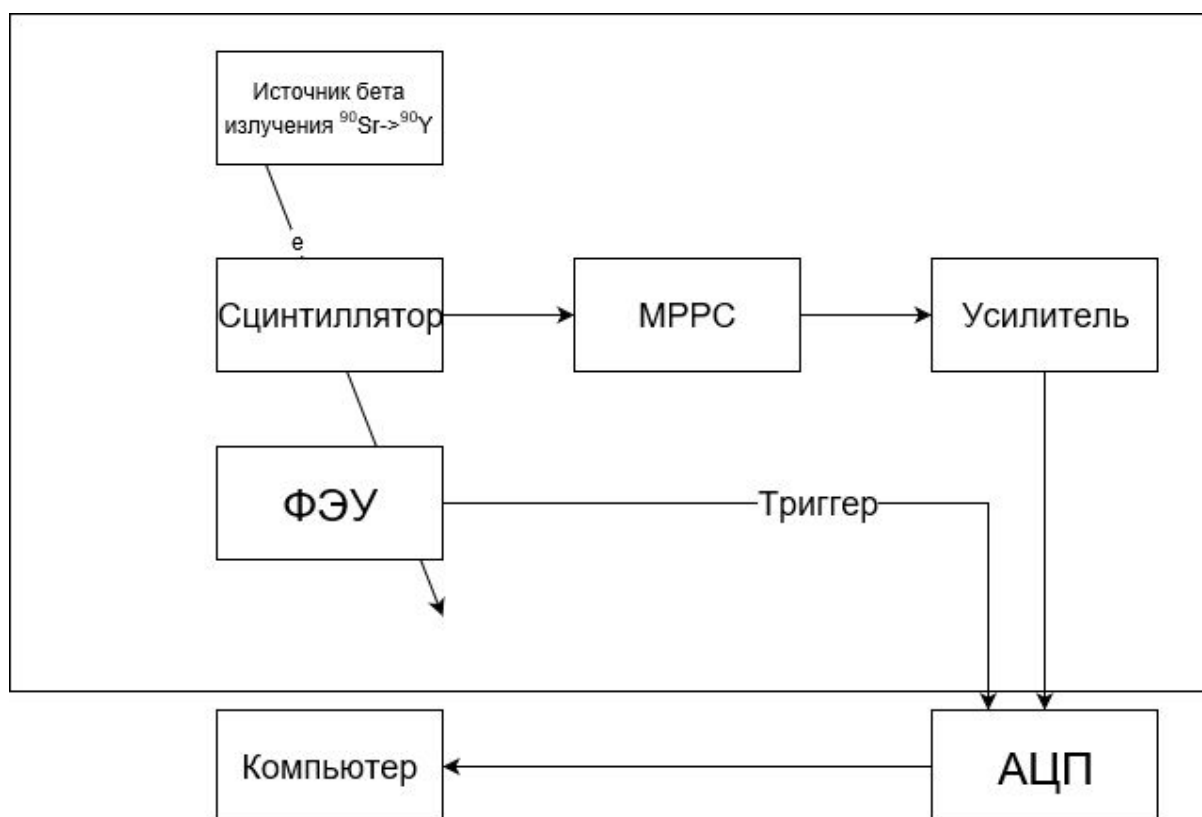 Источник бета
излучения ⁹⁰Sr->⁹⁰Y
e
Сцинтиллятор
MPPC
Усилитель
ФЭУ
Триггер
Компьютер
АЦП